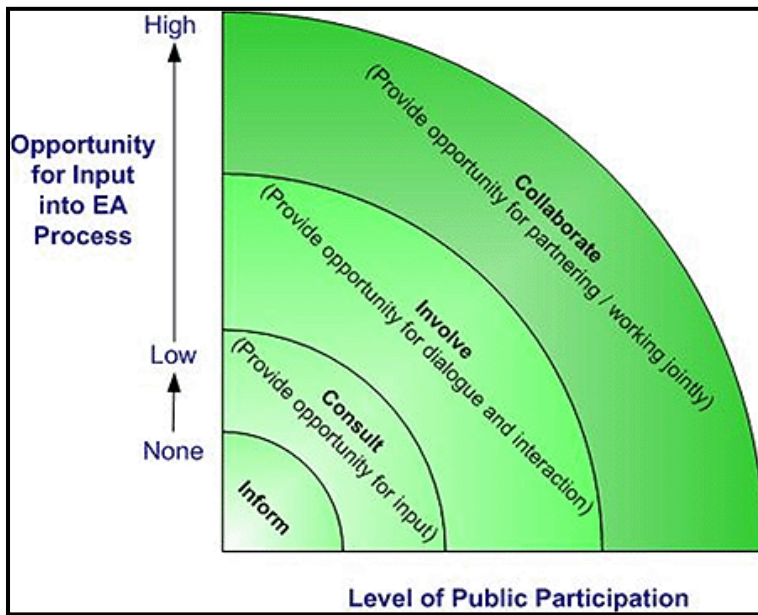 High
Opportunity
for Input
into EA
Process
Low
None
Collaborate
(Provide opportunity for partnering / working jointly)
Involve
(Provide opportunity for dialogue and interaction)
Consult
(Provide opportunity for input)
Inform
Level of Public Participation